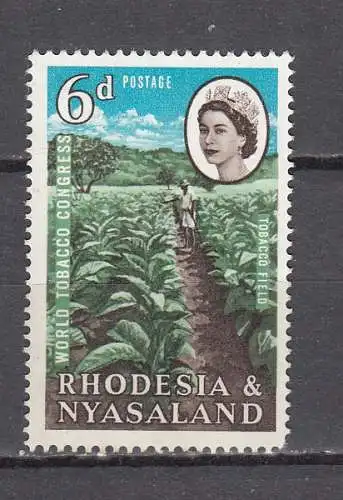 6d POSTAGE
WORLD TOBACCO CONGRESS
TOBACCO FIELD
RHODESIA &
NYASALAND